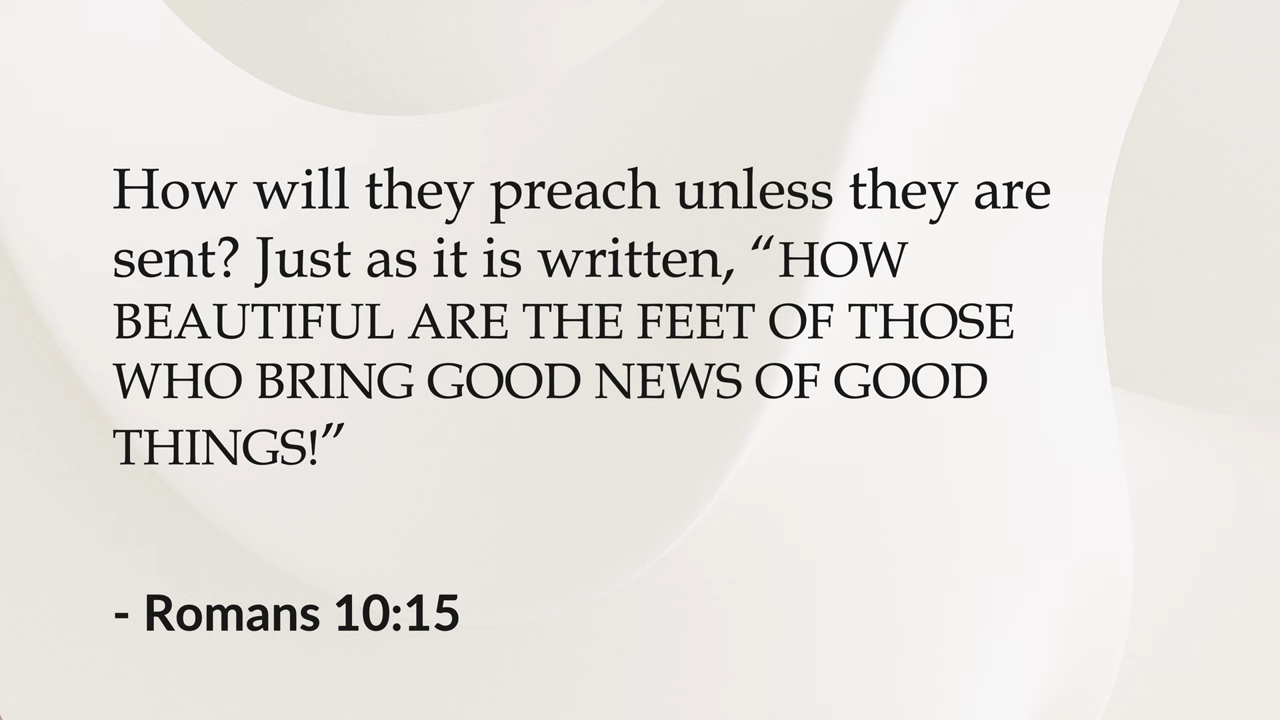 How will they preach unless they are
sent? Just as it is written, “HOW
BEAUTIFUL ARE THE FEET OF THOSE
WHO BRING GOOD NEWS OF GOOD
THINGS!”
- Romans 10:15